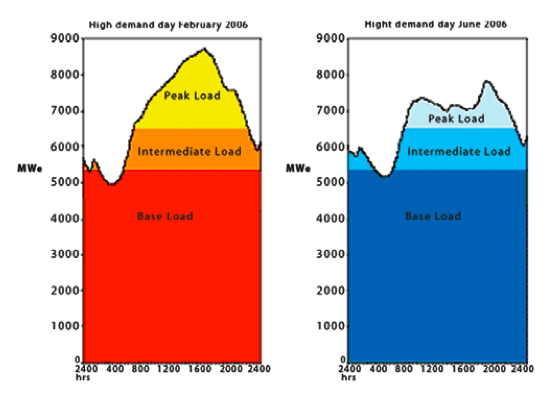 High demand day February 2006
9000
8000
7000
6000
MWe
5000
4000
3000
2000
1000
0
2400 400 800 1200 1600 2000 2400
hrs
Peak Load
Intermediate Load
Base Load
Hight demand day June 2006
9000
8000
7000
6000
MWe
5000
4000
3000
2000
1000
0
2400 400 800 1200 1600 2000 2400
hrs
Peak Load
Intermediate Load
Base Load